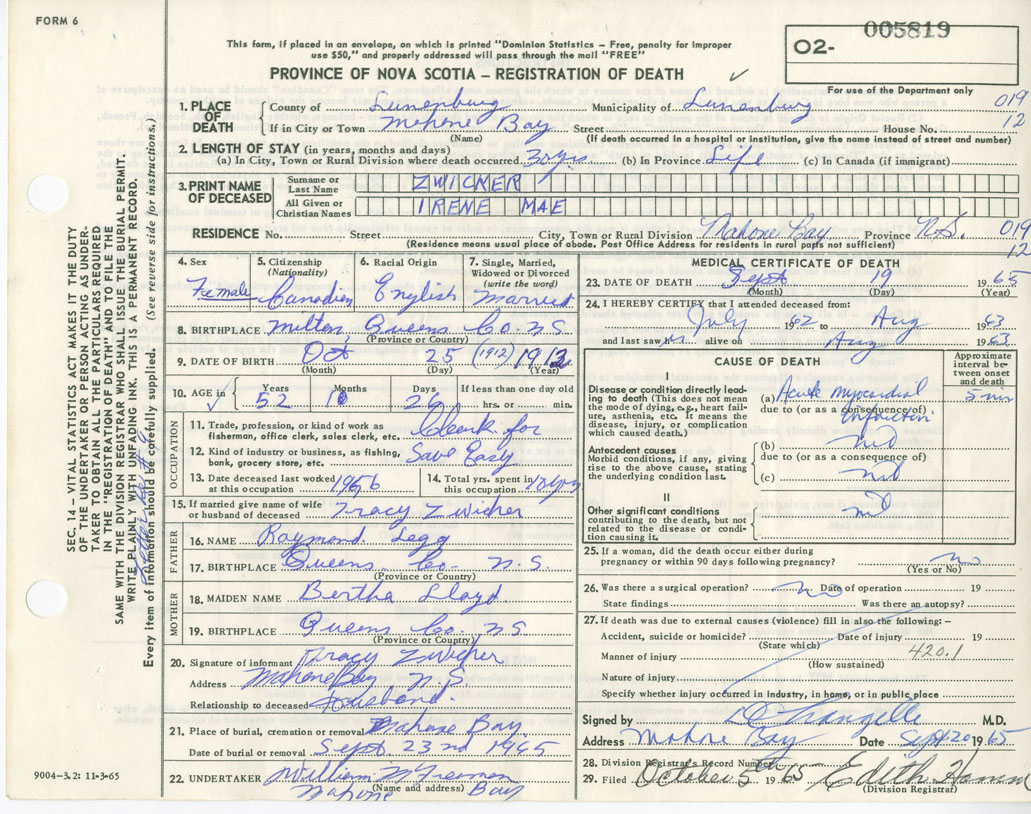 FORM 6
005819
O2-
This form, if placed in an envelope, on which is printed "Dominion Statistics – Free, penalty for improper
use $50," and properly addressed will pass through the mail "FREE"
PROVINCE OF NOVA SCOTIA – REGISTRATION OF DEATH
For use of the Department only
1. PLACE OF DEATH County of Lunenburg Municipality of Lunenburg 019
If in City or Town Mahone Bay Street House No. 12
(Name) (If death occurred in a hospital or institution, give the name instead of street and number)
2. LENGTH OF STAY (in years, months and days)
(a) In City, Town or Rural Division where death occurred 30 yrs (b) In Province Life (c) In Canada (if immigrant)
3. PRINT NAME OF DECEASED
Surname or Last Name ZWICKER
All Given or Christian Names IRENE MAE
RESIDENCE No. Street City, Town or Rural Division Mahone Bay Province N.S. 019
(Residence means usual place of abode. Post Office Address for residents in rural parts not sufficient) 12
4. Sex Female
5. Citizenship (Nationality) Canadien
6. Racial Origin English
7. Single, Married, Widowed or Divorced (write the word) Married
8. BIRTHPLACE Milton, Queens Co. N.S
(Province or Country)
9. DATE OF BIRTH Oct 25 (1912) 1912
(Month) (Day) (Year)
10. AGE in Years 52 Months 10 Days 26 If less than one day old hrs. or min.
OCCUPATION
11. Trade, profession, or kind of work as fisherman, office clerk, sales clerk, etc. Clerk for
12. Kind of industry or business, as fishing, bank, grocery store, etc. Save Easy
13. Date deceased last worked at this occupation 1956
14. Total yrs. spent in this occupation 10 yrs
15. If married give name of wife or husband of deceased Tracy Zwicker
FATHER
16. NAME Raymond Legg
17. BIRTHPLACE Queens Co. N.S.
(Province or Country)
MOTHER
18. MAIDEN NAME Bertha Lloyd
19. BIRTHPLACE Queens Co. NS
(Province or Country)
20. Signature of informant Tracy Zwicker
Address Mahone Bay N.S.
Relationship to deceased Husband.
21. Place of burial, cremation or removal Mahone Bay.
Date of burial or removal Sept. 23nd 1965
22. UNDERTAKER William M Freeman
(Name and address) Mahone Bay
MEDICAL CERTIFICATE OF DEATH
23. DATE OF DEATH Sept 19 1965
(Month) (Day) (Year)
24. I HEREBY CERTIFY that I attended deceased from:
July 1962 to Aug 1963
and last saw her alive on Aug 1963
CAUSE OF DEATH
Approximate interval between onset and death
I
Disease or condition directly leading to death (This does not mean the mode of dying, e.g., heart failure, asthenia, etc. It means the disease, injury, or complication which caused death.)
(a) Acute myocardial infarction 5 min
due to (or as a consequence of)
Antecedent causes
Morbid conditions, if any, giving rise to the above cause, stating the underlying condition last.
(b) nil
due to (or as a consequence of)
(c) nil
II
Other significant conditions contributing to the death, but not related to the disease or condition causing it. nil
25. If a woman, did the death occur either during pregnancy or within 90 days following pregnancy? no
(Yes or No)
26. Was there a surgical operation? no Date of operation 19
State findings Was there an autopsy?
27. If death was due to external causes (violence) fill in also the following:–
Accident, suicide or homicide? Date of injury 19
(State which)
Manner of injury 420.1
(How sustained)
Nature of injury
Specify whether injury occurred in industry, in home, or in public place
Signed by M.D.
Address Mahone Bay Date Sept 20 1965
28. Division Registrar's Record Number
29. Filed October 5th 1965 Edith
(Division Registrar)
SEC. 14 – VITAL STATISTICS ACT MAKES IT THE DUTY
OF THE UNDERTAKER OR PERSON ACTING AS UNDER-
TAKER TO OBTAIN ALL THE PARTICULARS REQUIRED
IN THE "REGISTRATION OF DEATH" AND TO FILE THE
SAME WITH THE DIVISION REGISTRAR WHO SHALL ISSUE THE BURIAL PERMIT.
WRITE PLAINLY WITH UNFADING INK. THIS IS A PERMANENT RECORD.
Every item of information should be carefully supplied. (See reverse side for instructions.)
9004–3.2: 11-3-65